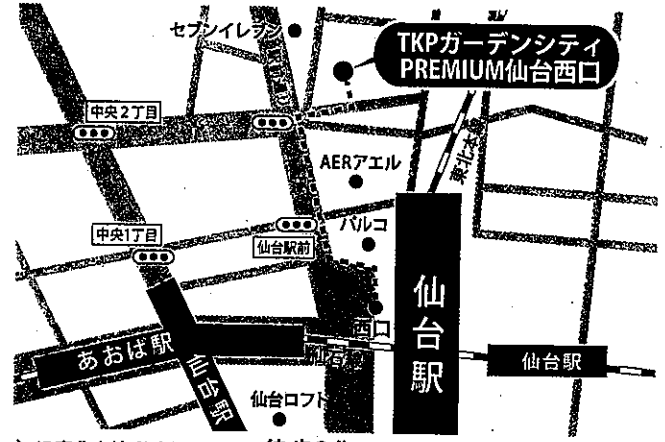 セブンイレブン
TKPガーデンシティ
PREMIUM仙台西口
中央2丁目
東北本線
AERアエル
中央1丁目
仙台駅前
パルコ
仙台駅
西口
あおば駅
仙台駅
仙台駅
仙台ロフト